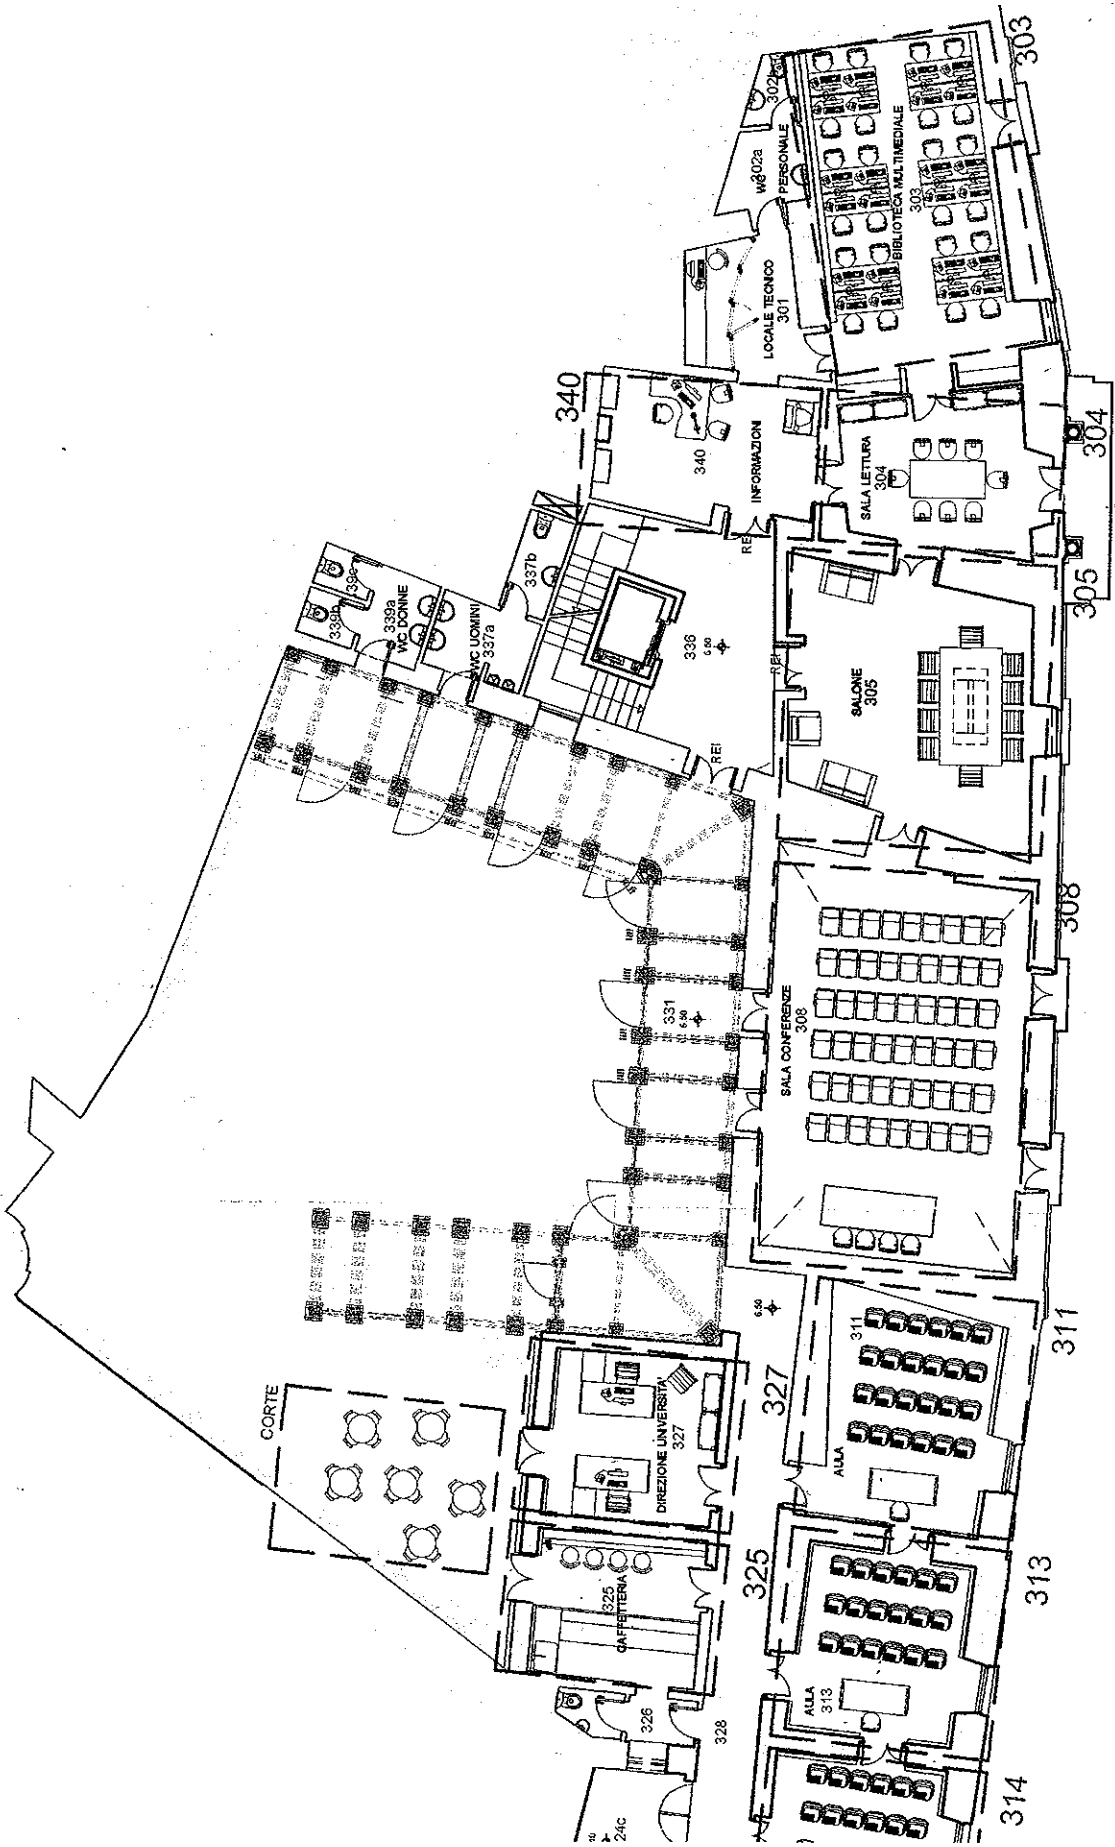 303
302b
WC
302a
PERSONALE
BIBLIOTECA MULTIMEDIALE
303
LOCALE TECNICO
301
340
340
INFORMAZIONI
SALA LETTURA
304
304
REI
337b
339b
339a
WC DONNE
WC UOMINI
337a
336
6.50
REI
SALONE
305
305
REI
308
331
6.50
SALA CONFERENZE
308
6.50
311
311
AULA
327
CORTE
DIREZIONE UNIVERSITA'
327
325
325
CAFFETTERIA
313
AULA
313
326
328
314
24c